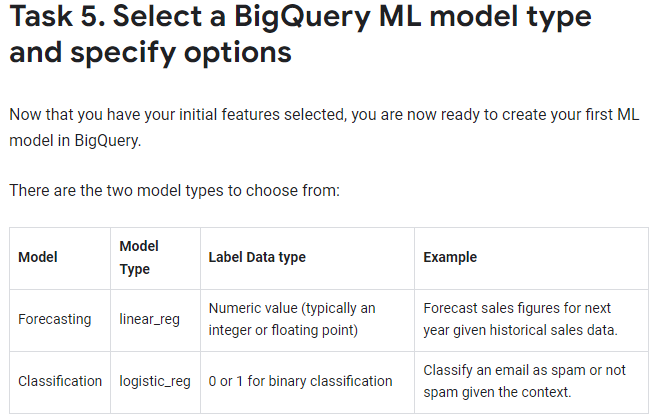 Task 5. Select a BigQuery ML model type
and specify options
Now that you have your initial features selected, you are now ready to create your first ML
model in BigQuery.
There are the two model types to choose from:
Model
Model
Type
Label Data type
Example
Forecasting
linear_reg
Numeric value (typically an
integer or floating point)
Forecast sales figures for next
year given historical sales data.
Classification
logistic_reg
0 or 1 for binary classification
Classify an email as spam or not
spam given the context.